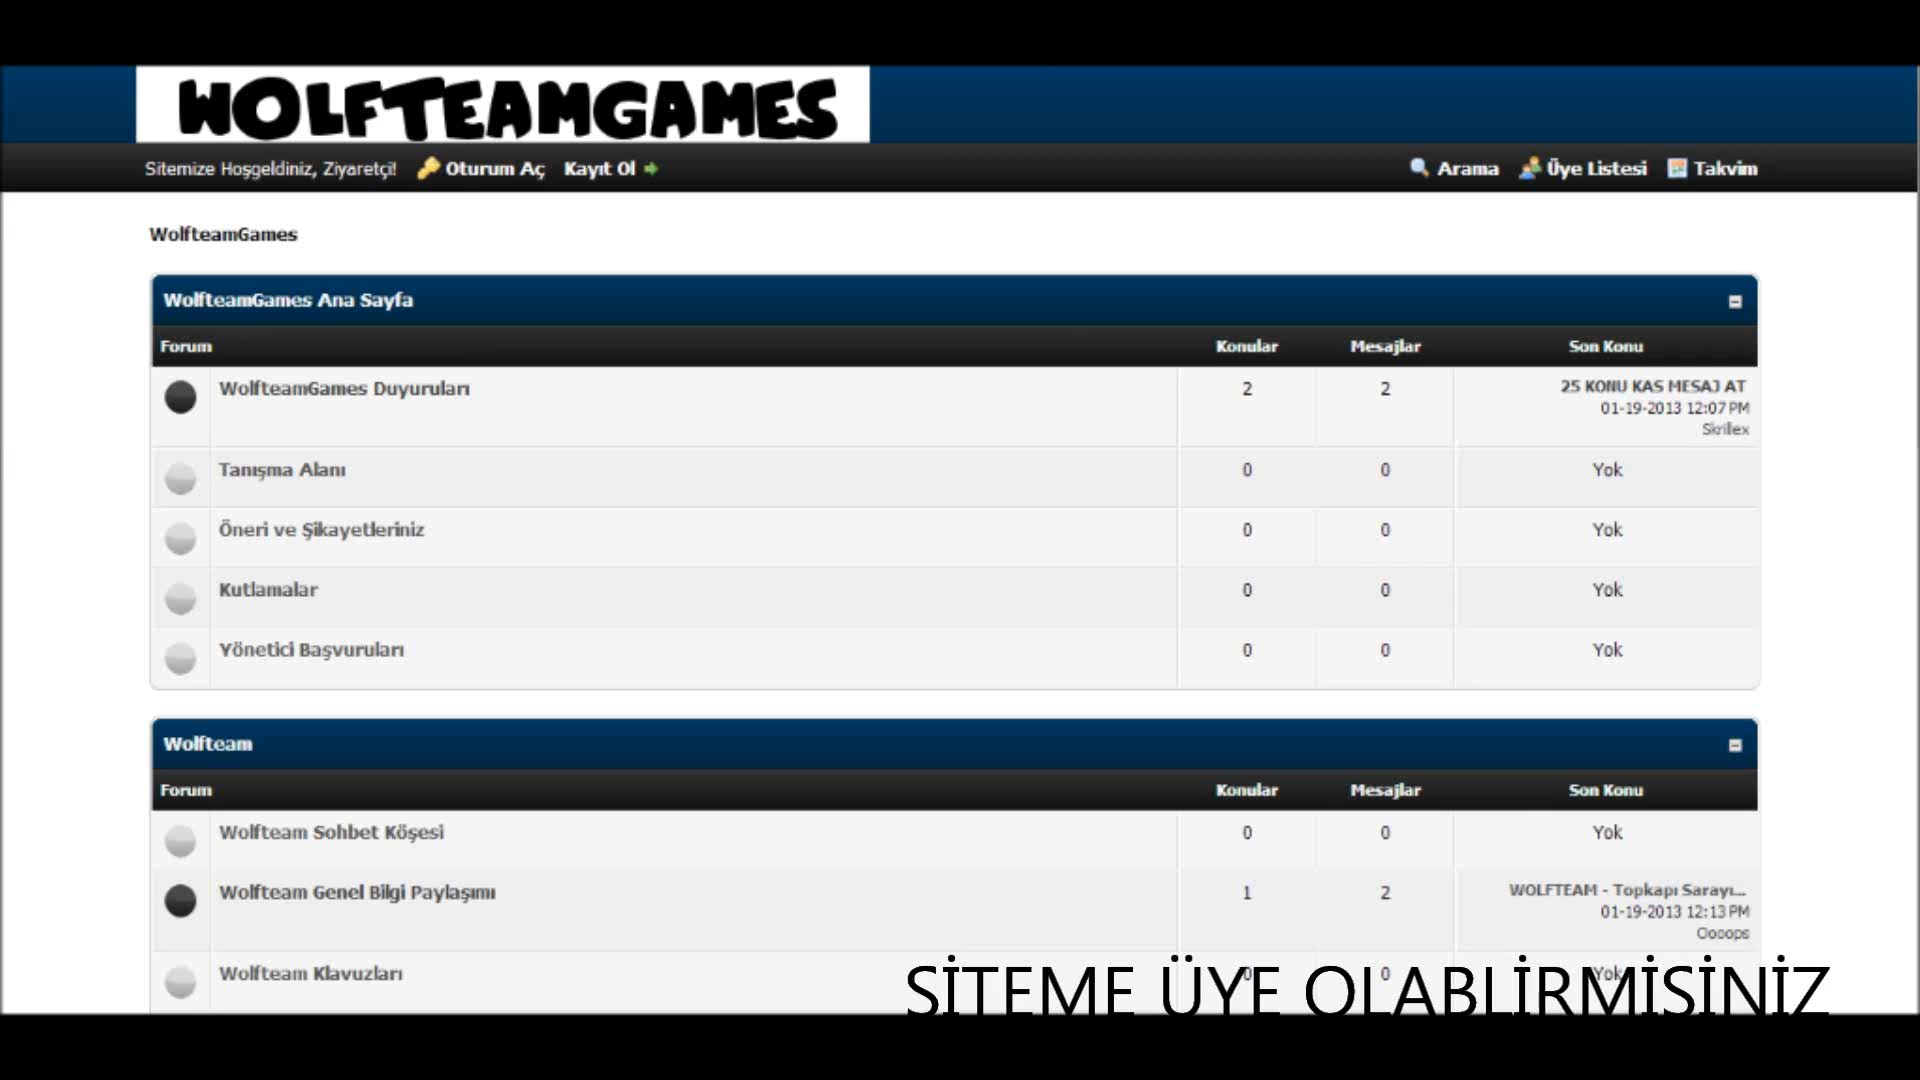 WOLFTEAMGAMES
Sitemize Hoşgeldiniz, Ziyaretçi! Oturum Aç Kayıt Ol Arama Üye Listesi Takvim
WolfteamGames
WolfteamGames Ana Sayfa
Forum Konular Mesajlar Son Konu
WolfteamGames Duyuruları 2 2 25 KONU KAS MESAJ AT
01-19-2013 12:07 PM
Skrillex
Tanışma Alanı 0 0 Yok
Öneri ve Şikayetleriniz 0 0 Yok
Kutlamalar 0 0 Yok
Yönetici Başvuruları 0 0 Yok
Wolfteam
Forum Konular Mesajlar Son Konu
Wolfteam Sohbet Köşesi 0 0 Yok
Wolfteam Genel Bilgi Paylaşımı 1 2 WOLFTEAM - Topkapı Sarayı...
01-19-2013 12:13 PM
Oooops
Wolfteam Klavuzları 0 0 Yok
SİTEME ÜYE OLABLİRMİSİNİZ